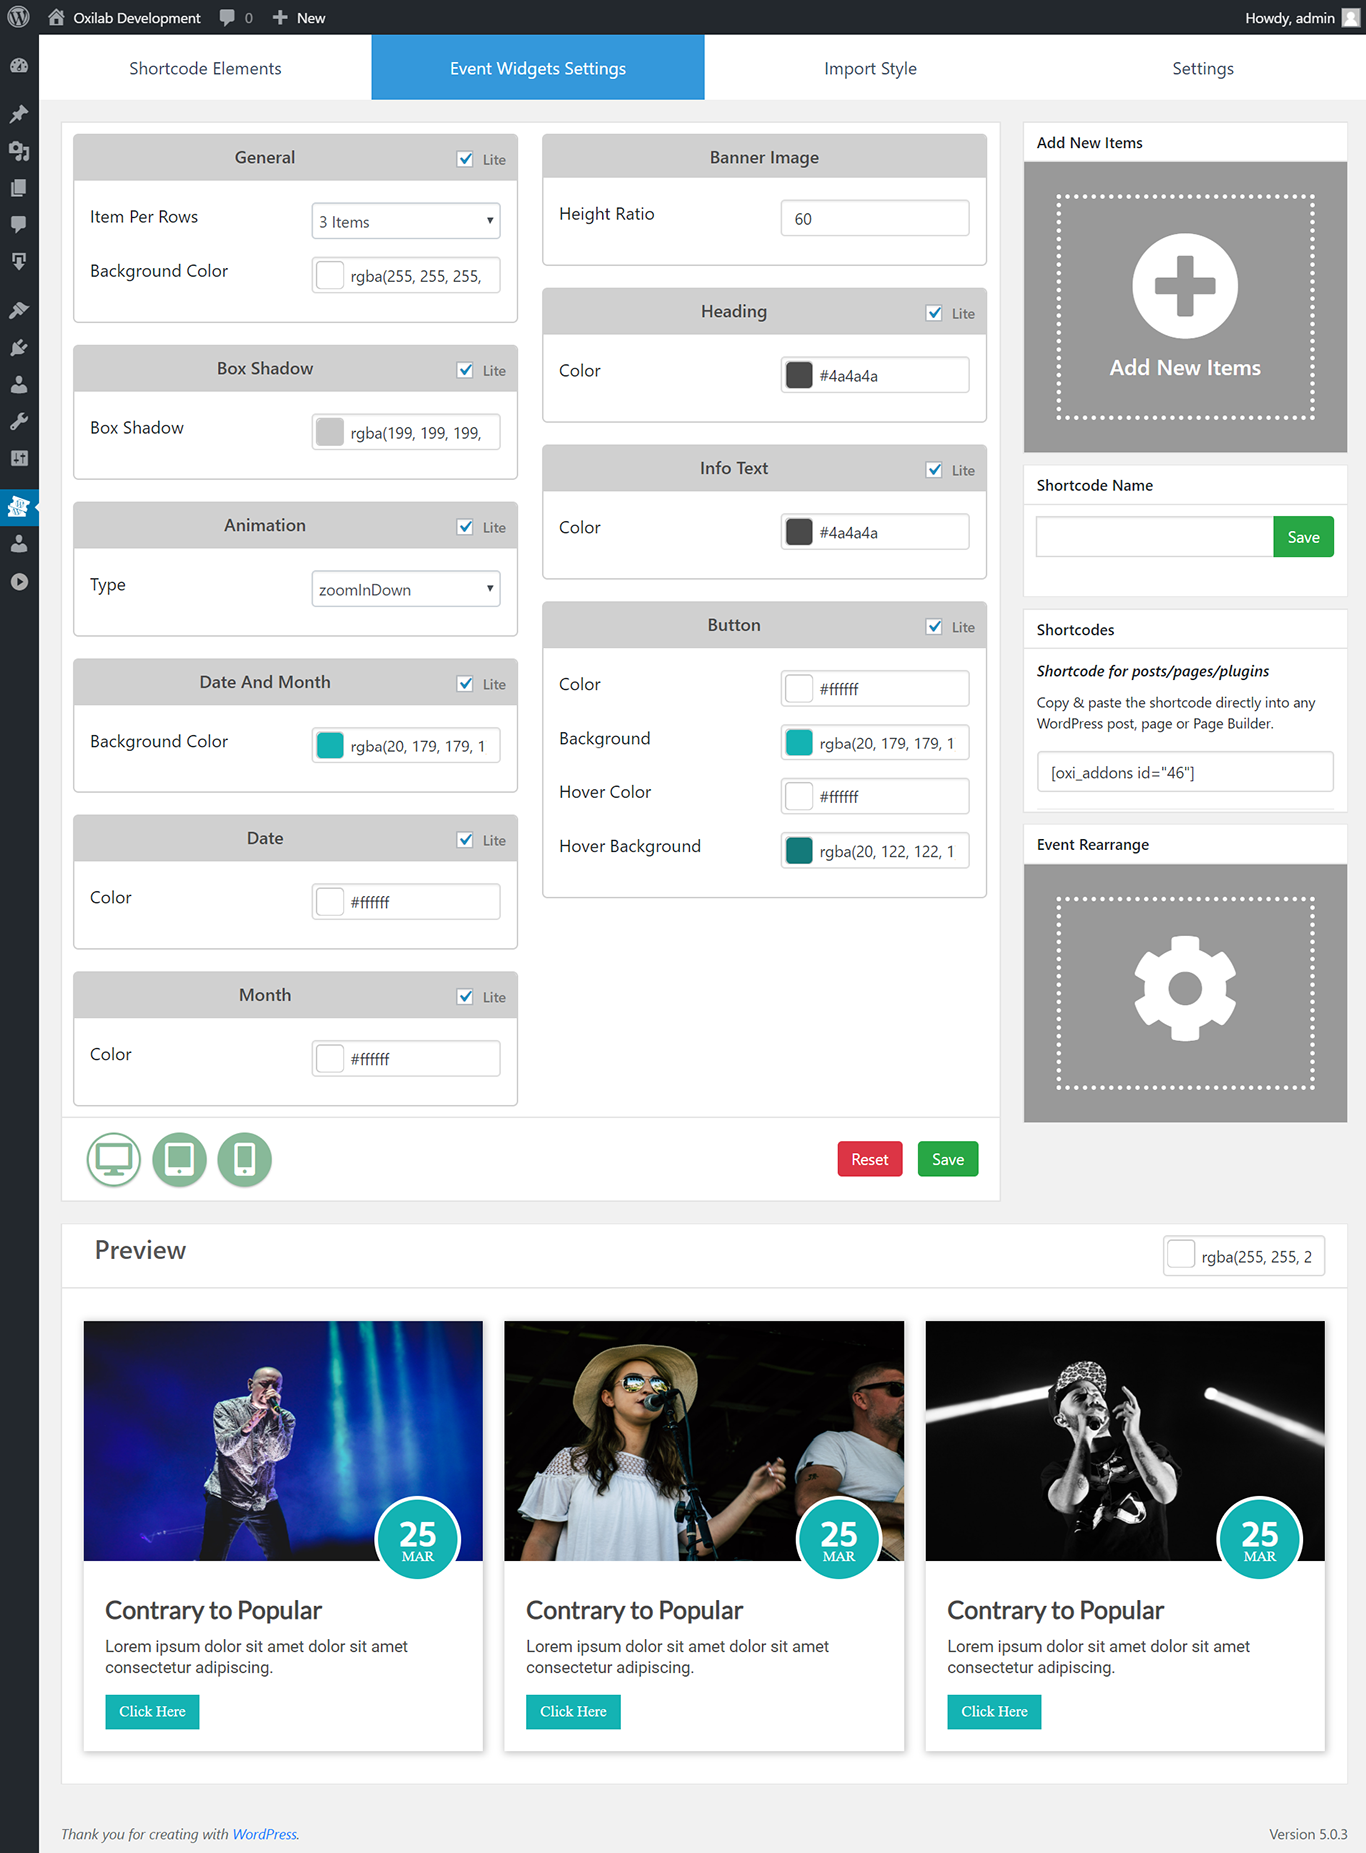 Oxilab Development 0 New Howdy, admin
Shortcode Elements Event Widgets Settings Import Style Settings
General Lite
Item Per Rows 3 Items
Background Color rgba(255, 255, 255,
Box Shadow Lite
Box Shadow rgba(199, 199, 199,
Animation Lite
Type zoomInDown
Date And Month Lite
Background Color rgba(20, 179, 179, 1
Date Lite
Color #ffffff
Month Lite
Color #ffffff
Banner Image
Height Ratio 60
Heading Lite
Color #4a4a4a
Info Text Lite
Color #4a4a4a
Button Lite
Color #ffffff
Background rgba(20, 179, 179, 1
Hover Color #ffffff
Hover Background rgba(20, 122, 122, 1
Reset Save
Add New Items
Add New Items
Shortcode Name
Save
Shortcodes
Shortcode for posts/pages/plugins
Copy & paste the shortcode directly into any
WordPress post, page or Page Builder.
[oxi_addons id="46"]
Event Rearrange
Preview rgba(255, 255, 2
25
MAR
Contrary to Popular
Lorem ipsum dolor sit amet dolor sit amet
consectetur adipiscing.
Click Here
25
MAR
Contrary to Popular
Lorem ipsum dolor sit amet dolor sit amet
consectetur adipiscing.
Click Here
25
MAR
Contrary to Popular
Lorem ipsum dolor sit amet dolor sit amet
consectetur adipiscing.
Click Here
Thank you for creating with WordPress. Version 5.0.3